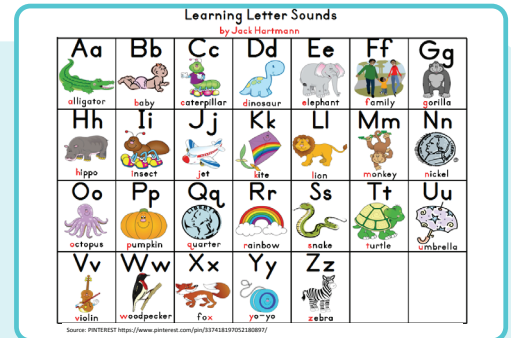 Learning Letter Sounds
by Jack Hartmann
Aa Bb Cc Dd Ee Ff Gg
alligator baby caterpillar dinosaur elephant family gorilla
Hh Ii Jj Kk Ll Mm Nn
hippo insect jet kite lion monkey nickel
Oo Pp Qq Rr Ss Tt Uu
octopus pumpkin quarter rainbow snake turtle umbrella
Vv Ww Xx Yy Zz
violin woodpecker fox yo-yo zebra
Source: PINTEREST https://www.pinterest.com/pin/337418197052180897/